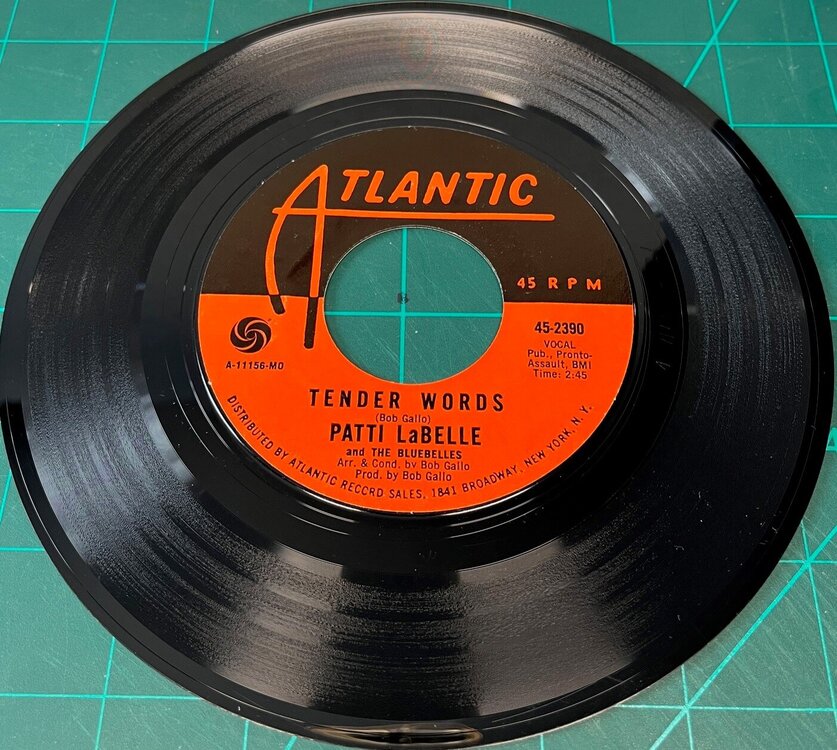 ATLANTIC
45 RPM
45-2390
VOCAL
Pub., Pronto-
Assault, BMI
Time: 2:45
A-11156-MO
TENDER WORDS
(Bob Gallo)
PATTI LaBELLE
and THE BLUEBELLES
Arr. & Cond. by Bob Gallo
Prod. by Bob Gallo
DISTRIBUTED BY ATLANTIC RECORD SALES, 1841 BROADWAY, NEW YORK, N.Y.